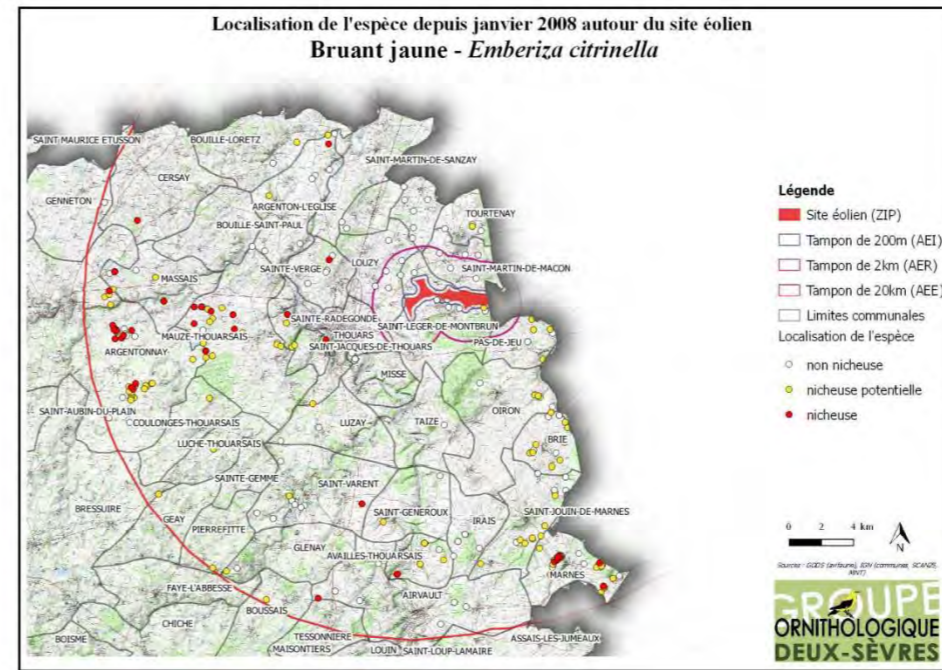 Localisation de l'espèce depuis janvier 2008 autour du site éolien
Bruant jaune - Emberiza citrinella
SAINT MAURICE ETUSSON
BOUILLE-LORETZ
SAINT-MARTIN-DE-SANZAY
CERSAY
GENNETON
ARGENTON-L'EGLISE
TOURTENAY
BOUILLE-SAINT-PAUL
LOUZY
SAINTE-VERGE
SAINT-MARTIN-DE-MACON
MASSAIS
SAINTE-RADEGONDE
SAINT-LEGER-DE-MONTBRUN
MAUZE-THOUARSAIS
THOUARS
PAS-DE-JEU
SAINT-JACQUES-DE-THOUARS
ARGENTONNAY
MISSE
OIRON
SAINT-AUBIN-DU-PLAIN
COULONGES-THOUARSAIS
LUZAY
TAIZE
BRIE
LUCHE-THOUARSAIS
SAINTE-GEMME
SAINT-VARENT
BRESSUIRE
SAINT-GENEROUX
SAINT-JOUIN-DE-MARNES
GEAY
IRAIS
PIERREFITTE
GLENAY
AVAILLES-THOUARSAIS
MARNES
FAYE-L'ABBESSE
AIRVAULT
BOUSSAIS
CHICHE
BOISME
TESSONNIERE
ASSAIS-LES-JUMEAUX
MAISONTIERS
LOUIN
SAINT-LOUP-LAMAIRE
Légende
Site éolien (ZIP)
Tampon de 200m (AEI)
Tampon de 2km (AER)
Tampon de 20km (AEE)
Limites communales
Localisation de l'espèce
non nicheuse
nicheuse potentielle
nicheuse
0 2 4 km
N
GROUPE
ORNITHOLOGIQUE
DEUX-SÈVRES